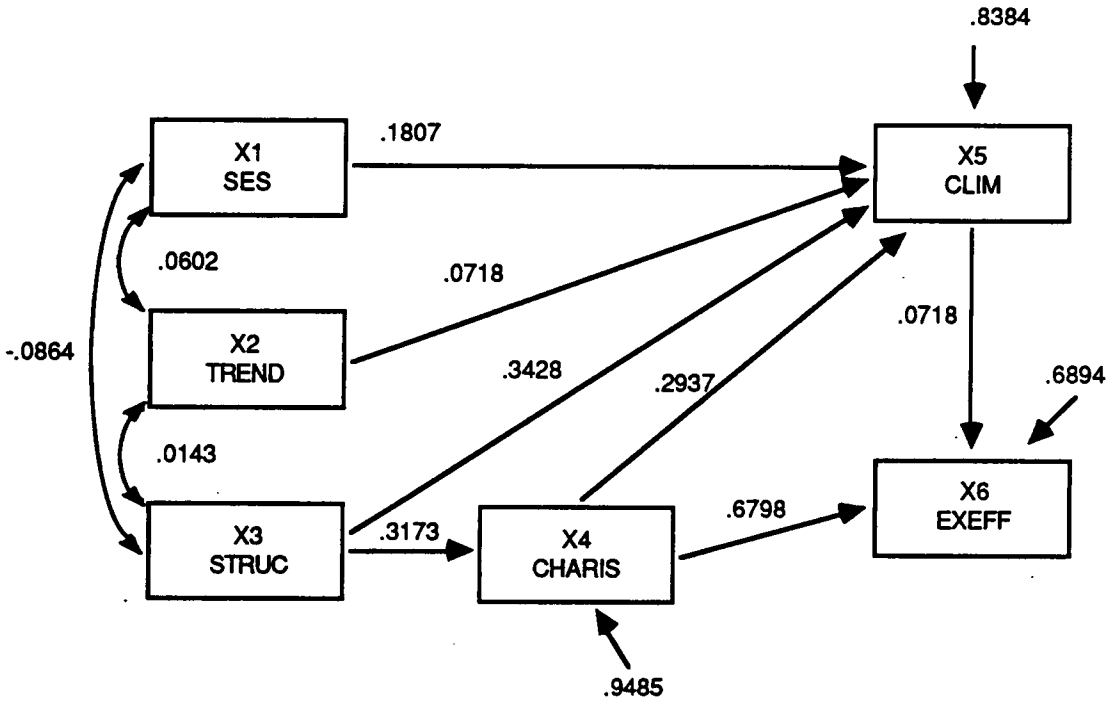 .8384
X1
SES
.1807
X5
CLIM
.0602
.0718
.0718
-.0864
X2
TREND
.3428
.2937
.6894
.0143
X3
STRUC
.3173
X4
CHARIS
.6798
X6
EXEFF
.9485